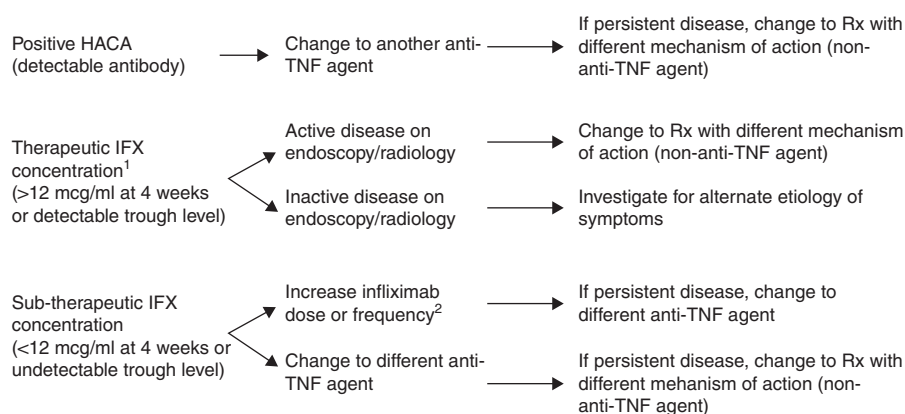 Positive HACA
(detectable antibody)
Change to another anti-
TNF agent
If persistent disease, change to Rx with
different mechanism of action (non-
anti-TNF agent)
Therapeutic IFX
concentration1
(>12 mcg/ml at 4 weeks
or detectable trough level)
Active disease on
endoscopy/radiology
Change to Rx with different mechanism
of action (non-anti-TNF agent)
Inactive disease on
endoscopy/radiology
Investigate for alternate etiology of
symptoms
Sub-therapeutic IFX
concentration
(<12 mcg/ml at 4 weeks or
undetectable trough level)
Increase infliximab
dose or frequency2
If persistent disease, change to
different anti-TNF agent
Change to different anti-
TNF agent
If persistent disease, change to Rx with
different mehanism of action (non-
anti-TNF agent)